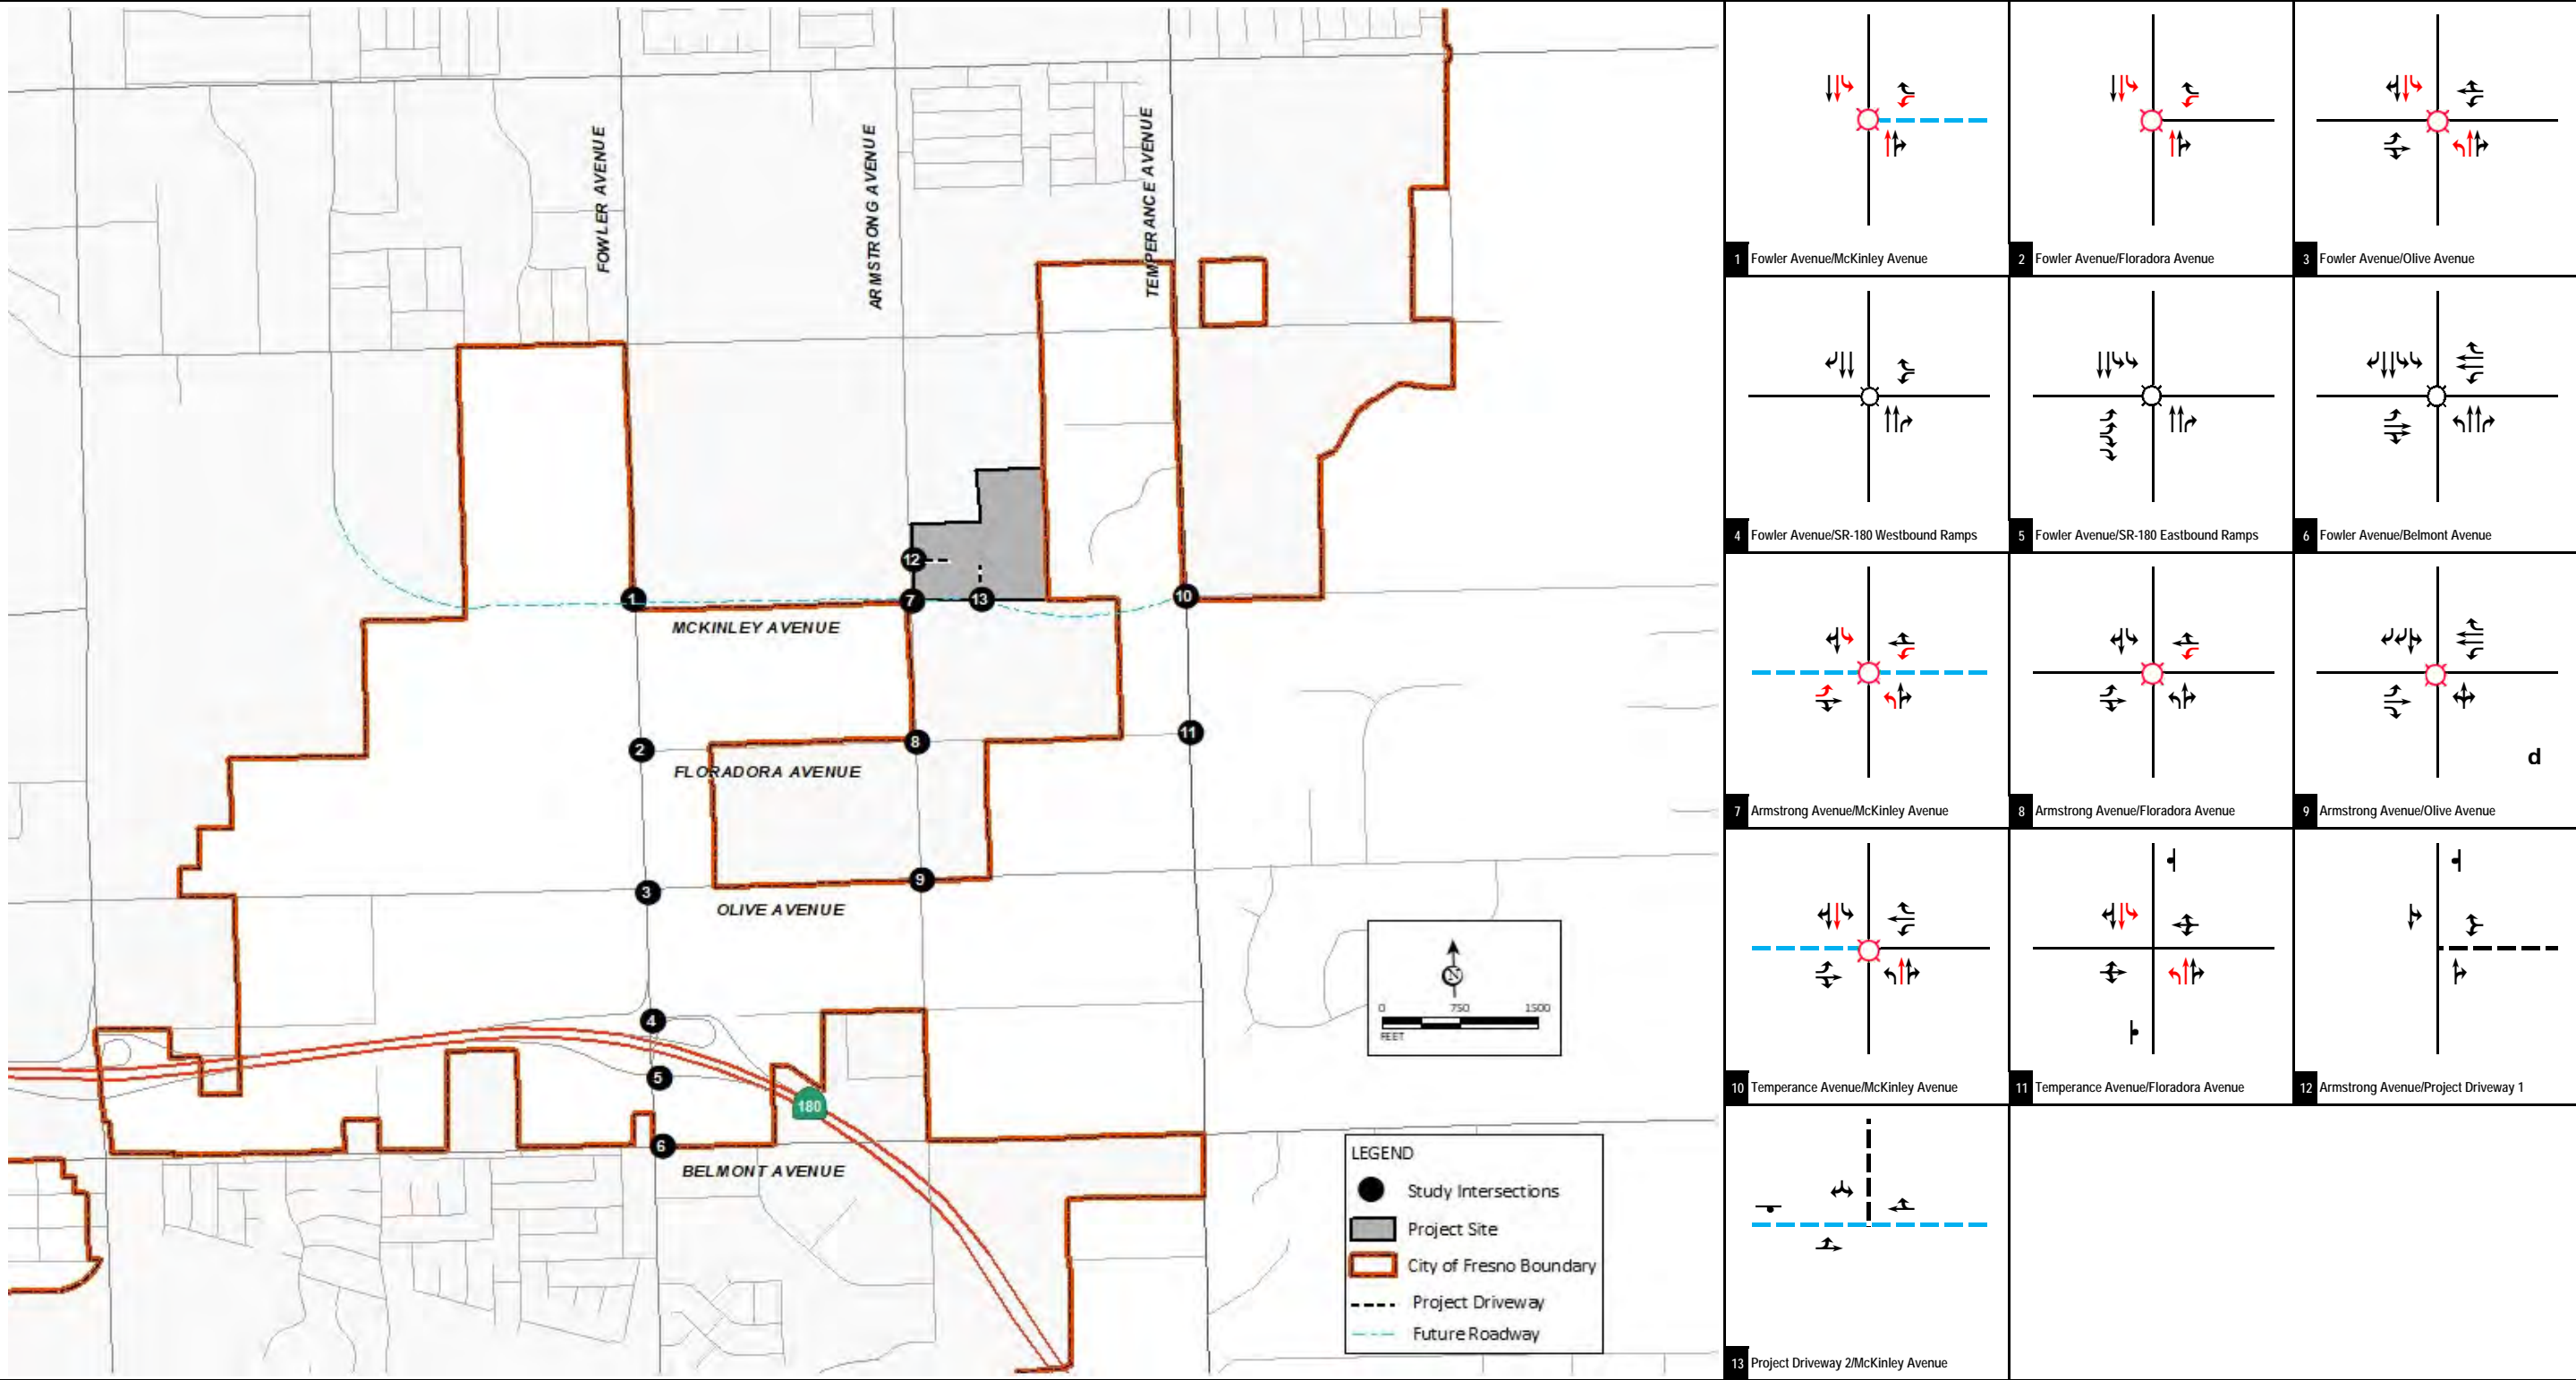 FOWLER AVENUE
ARMSTRONG AVENUE
TEMPERANCE AVENUE
12
1
7
13
10
MCKINLEY AVENUE
2
8
11
FLORADORA AVENUE
3
9
OLIVE AVENUE
4
5
180
6
BELMONT AVENUE
N
0 750 1500
FEET
LEGEND
Study Intersections
Project Site
City of Fresno Boundary
Project Driveway
Future Roadway
1 Fowler Avenue/McKinley Avenue
2 Fowler Avenue/Floradora Avenue
3 Fowler Avenue/Olive Avenue
4 Fowler Avenue/SR-180 Westbound Ramps
5 Fowler Avenue/SR-180 Eastbound Ramps
6 Fowler Avenue/Belmont Avenue
d
7 Armstrong Avenue/McKinley Avenue
8 Armstrong Avenue/Floradora Avenue
9 Armstrong Avenue/Olive Avenue
10 Temperance Avenue/McKinley Avenue
11 Temperance Avenue/Floradora Avenue
12 Armstrong Avenue/Project Driveway 1
13 Project Driveway 2/McKinley Avenue